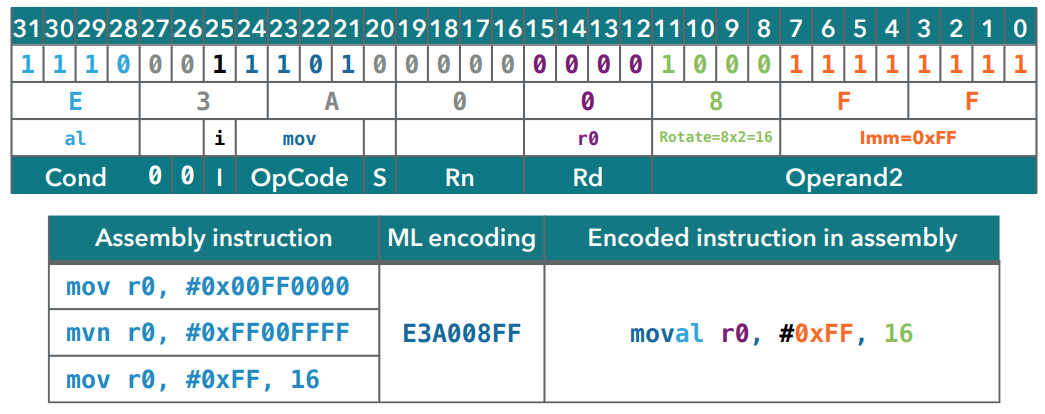 31 30 29 28 27 26 25 24 23 22 21 20 19 18 17 16 15 14 13 12 11 10 9 8 7 6 5 4 3 2 1 0
1 1 1 0 0 0 1 1 1 0 1 0 0 0 0 0 0 0 0 0 1 0 0 0 1 1 1 1 1 1 1 1
E 3 A 0 0 8 F F
al i mov r0 Rotate=8x2=16 Imm=0xFF
Cond 0 0 I OpCode S Rn Rd Operand2
Assembly instruction ML encoding Encoded instruction in assembly
mov r0, #0x00FF0000
mvn r0, #0xFF00FFFF E3A008FF moval r0, #0xFF, 16
mov r0, #0xFF, 16